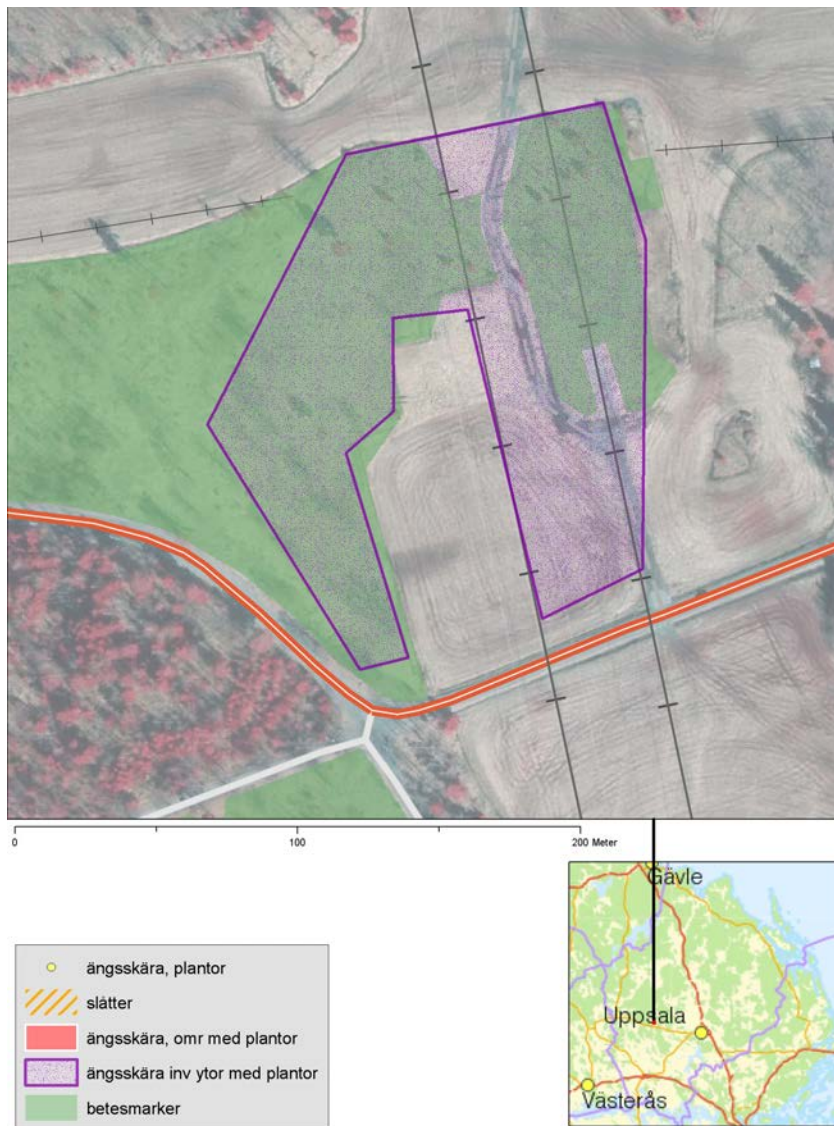 0
100
200 Meter
Gävle
Uppsala
Västerås
ängsskära, plantor
slåtter
ängsskära, omr med plantor
ängsskära inv ytor med plantor
betesmarker